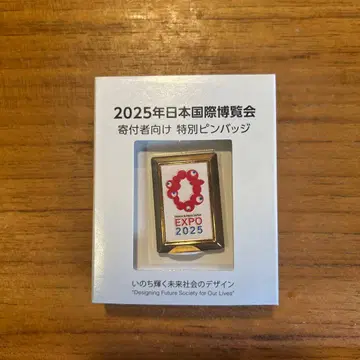 2025年日本国際博覧会
寄付者向け 特別ピンバッジ
EXPO
2025
いのち輝く未来社会のデザイン
"Designing Future Society for Our Lives"